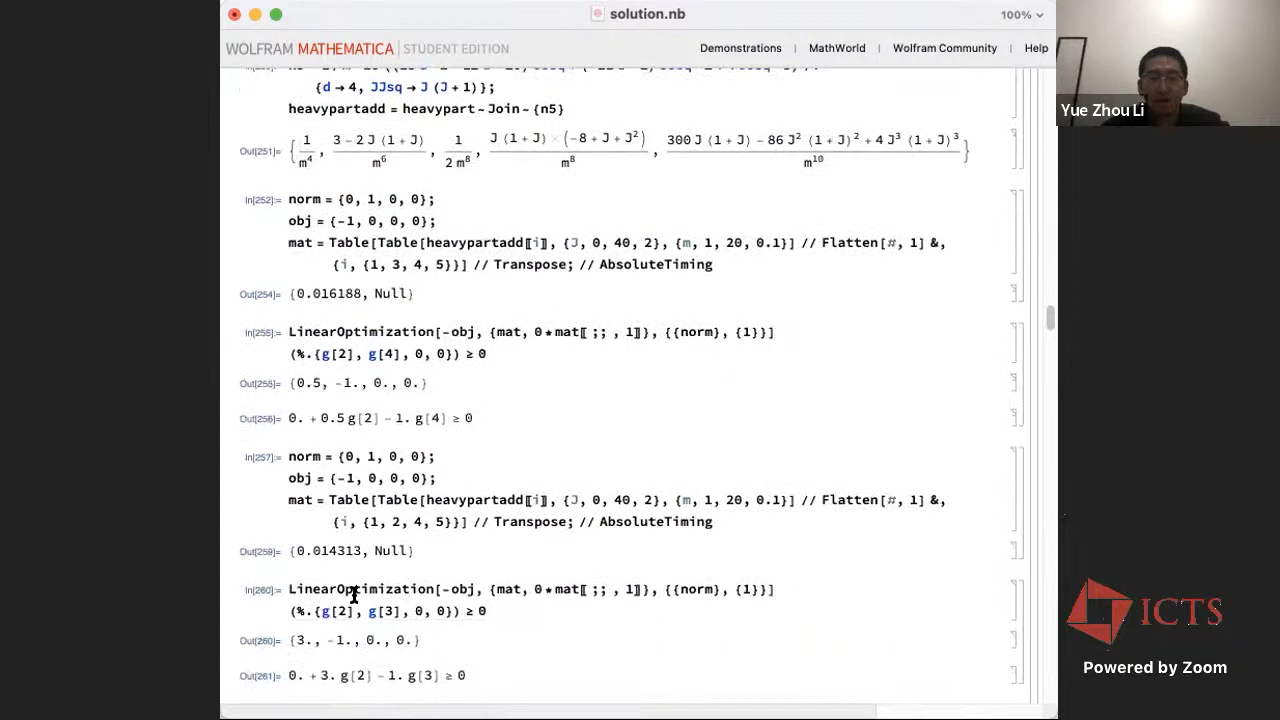 solution.nb
100%
WOLFRAM MATHEMATICA | STUDENT EDITION
Demonstrations | MathWorld | Wolfram Community | Help
{d → 4, JJsq → J (J + 1)};
heavypartadd = heavypart ~ Join ~ {n5}
Out[251]= {1/m^4, (3 - 2 J (1 + J))/m^6, 1/(2 m^8), (J (1 + J) × (-8 + J + J^2))/m^8, (300 J (1 + J) - 86 J^2 (1 + J)^2 + 4 J^3 (1 + J)^3)/m^10}
In[252]:= norm = {0, 1, 0, 0};
obj = {-1, 0, 0, 0};
mat = Table[Table[heavypartadd[[i]], {J, 0, 40, 2}, {m, 1, 20, 0.1}] // Flatten[#, 1] &,
{i, {1, 3, 4, 5}}] // Transpose; // AbsoluteTiming
Out[254]= {0.016188, Null}
In[255]:= LinearOptimization[-obj, {mat, 0 * mat[[ ;; , 1]]}, {{norm}, {1}}]
(%.{g[2], g[4], 0, 0}) ≥ 0
Out[255]= {0.5, -1., 0., 0.}
Out[256]= 0. + 0.5 g[2] - 1. g[4] ≥ 0
In[257]:= norm = {0, 1, 0, 0};
obj = {-1, 0, 0, 0};
mat = Table[Table[heavypartadd[[i]], {J, 0, 40, 2}, {m, 1, 20, 0.1}] // Flatten[#, 1] &,
{i, {1, 2, 4, 5}}] // Transpose; // AbsoluteTiming
Out[259]= {0.014313, Null}
In[260]:= LinearOptimization[-obj, {mat, 0 * mat[[ ;; , 1]]}, {{norm}, {1}}]
(%.{g[2], g[3], 0, 0}) ≥ 0
Out[260]= {3., -1., 0., 0.}
Out[261]= 0. + 3. g[2] - 1. g[3] ≥ 0
Yue Zhou Li
ICTS
Powered by Zoom